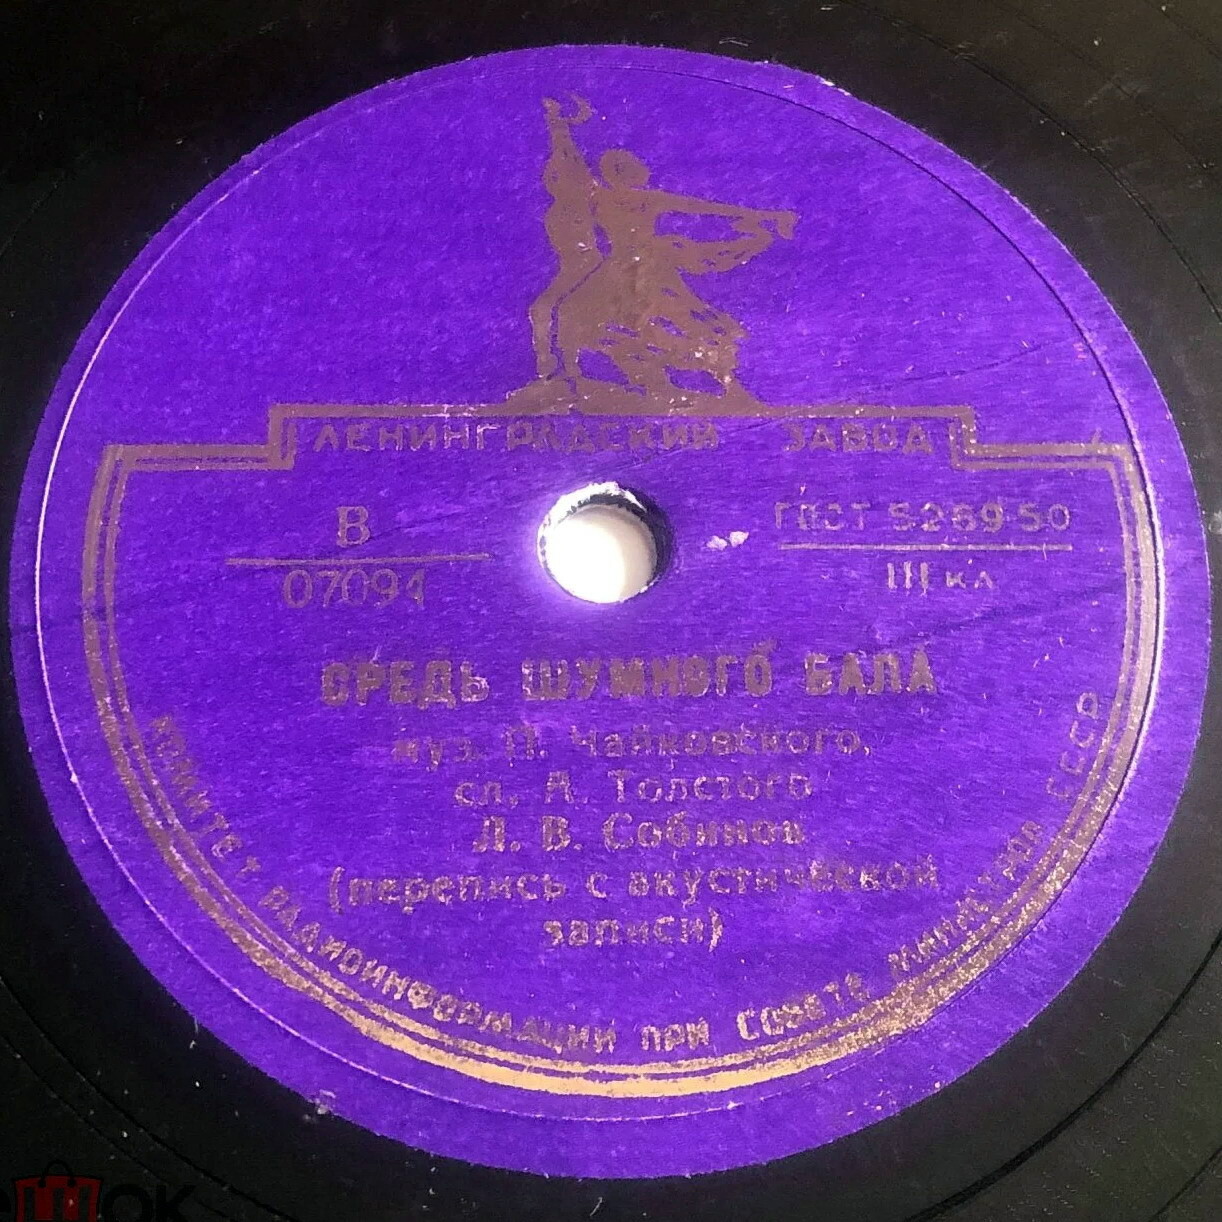 ЛЕНИНГРАДСКИЙ ЗАВОД
В
07091
ГОСТ 5289-50
III кл
СРЕДЬ ШУМНОГО БАЛА
муз. П. Чайковского,
сл. А. Толстого
Л. В. Собинов
(перепись с акустической
записи)
КОМИТЕТ РАДИОИНФОРМАЦИИ ПРИ СОВЕТЕ МИНИСТРОВ СССР